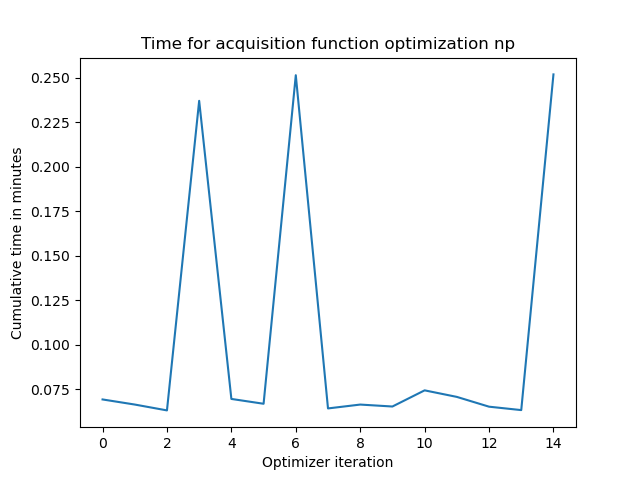 Time for acquisition function optimization np
0.250
0.225
0.200
0.175
0.150
0.125
0.100
0.075
Cumulative time in minutes
0 2 4 6 8 10 12 14
Optimizer iteration